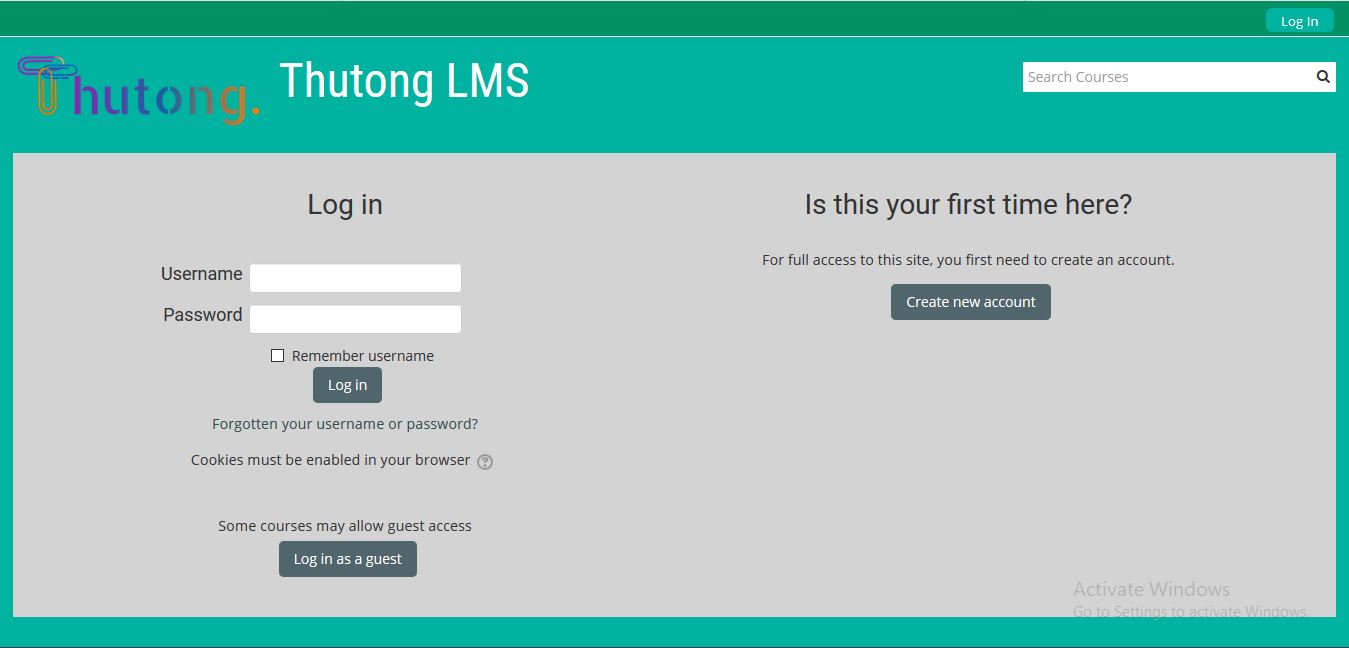 Log In
Thutong.
Thutong LMS
Search Courses
Log in
Username
Password
Remember username
Log in
Forgotten your username or password?
Cookies must be enabled in your browser
Some courses may allow guest access
Log in as a guest
Is this your first time here?
For full access to this site, you first need to create an account.
Create new account
Activate Windows
Go to Settings to activate Windows.